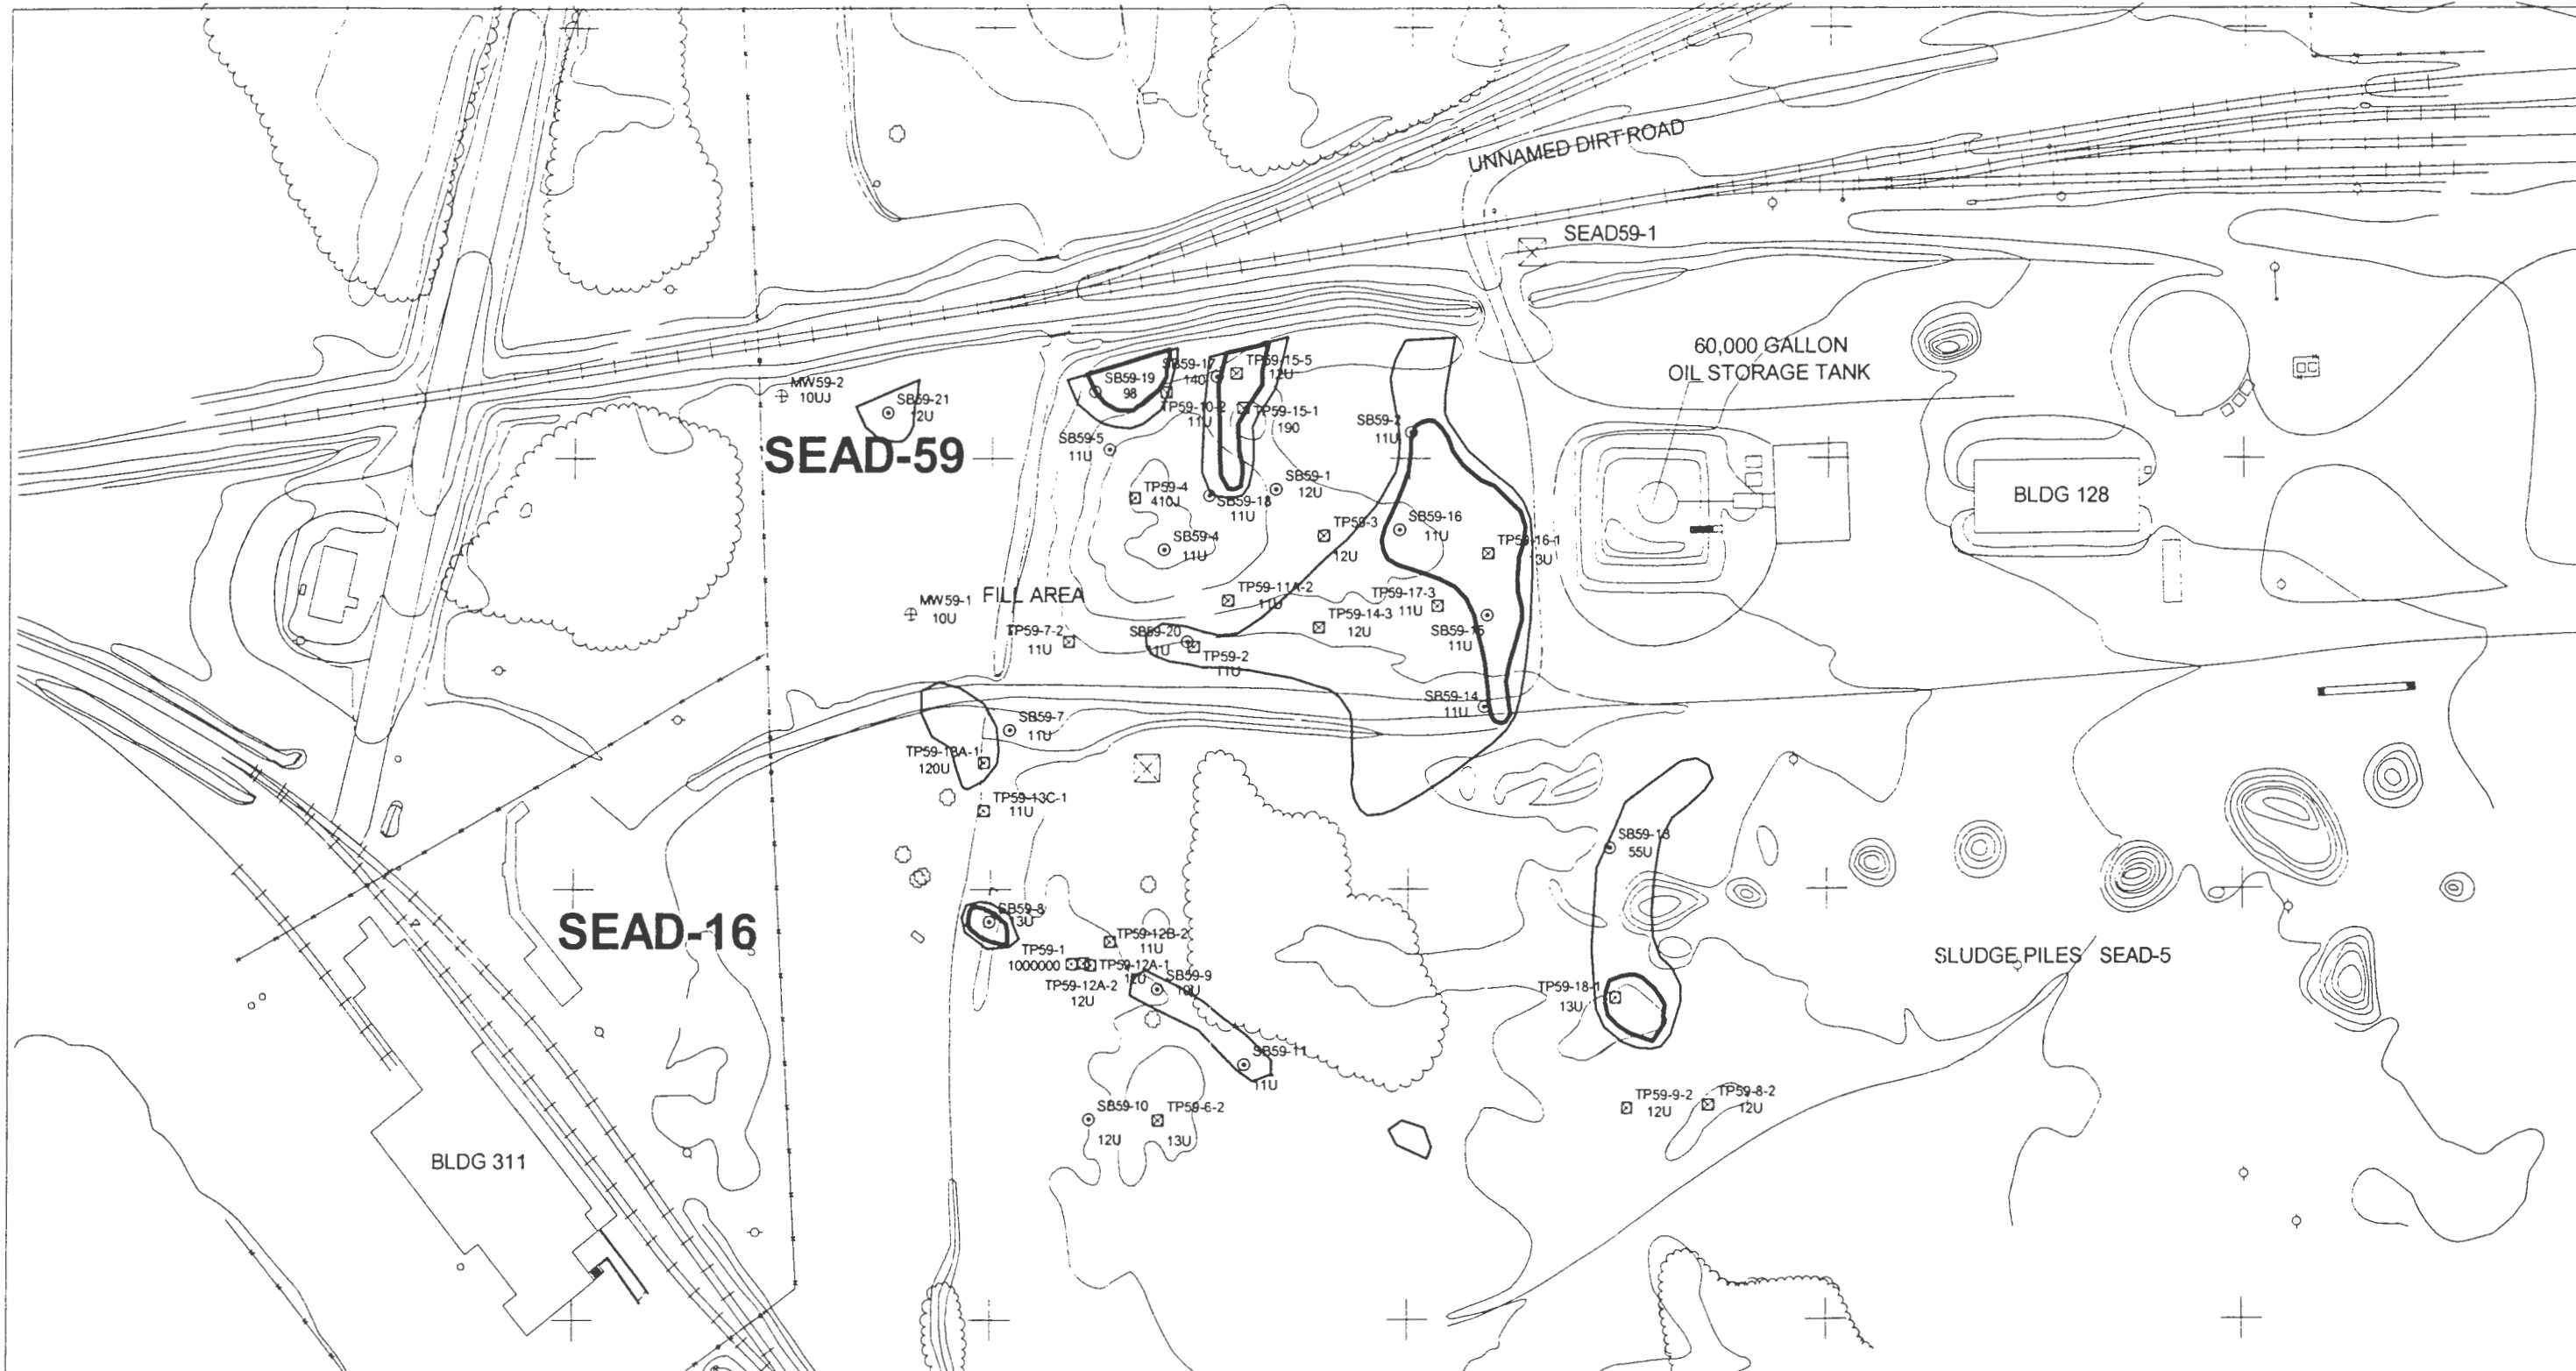 UNNAMED DIRT ROAD
SEAD59-1
60,000 GALLON
OIL STORAGE TANK
MW59-2
10UJ
SB59-21
12U
SEAD-59
SB59-19
98
SB59-17
140
TP59-15-5
12U
TP59-10-2
11U
TP59-15-1
190
SB59-5
11U
SB59-2
11U
TP59-4
410J
SB59-18
11U
SB59-1
12U
SB59-4
11U
TP59-3
12U
SB59-16
11U
TP59-16-1
13U
BLDG 128
MW59-1
10U
FILL AREA
TP59-11A-2
11U
TP59-14-3
12U
TP59-17-3
11U
SB59-15
11U
TP59-7-2
11U
SB59-20
11U
TP59-2
11U
SB59-14
11U
SB59-7
11U
TP59-13A-1
120U
TP59-13C-1
11U
SB59-13
55U
SEAD-16
SB59-8
13U
TP59-12B-2
11U
TP59-1
1000000
TP59-12A-1
12U
TP59-12A-2
12U
SB59-9
10U
SLUDGE PILES SEAD-5
TP59-18-1
13U
SB59-11
11U
SB59-10
12U
TP59-6-2
13U
TP59-9-2
12U
TP59-8-2
12U
BLDG 311